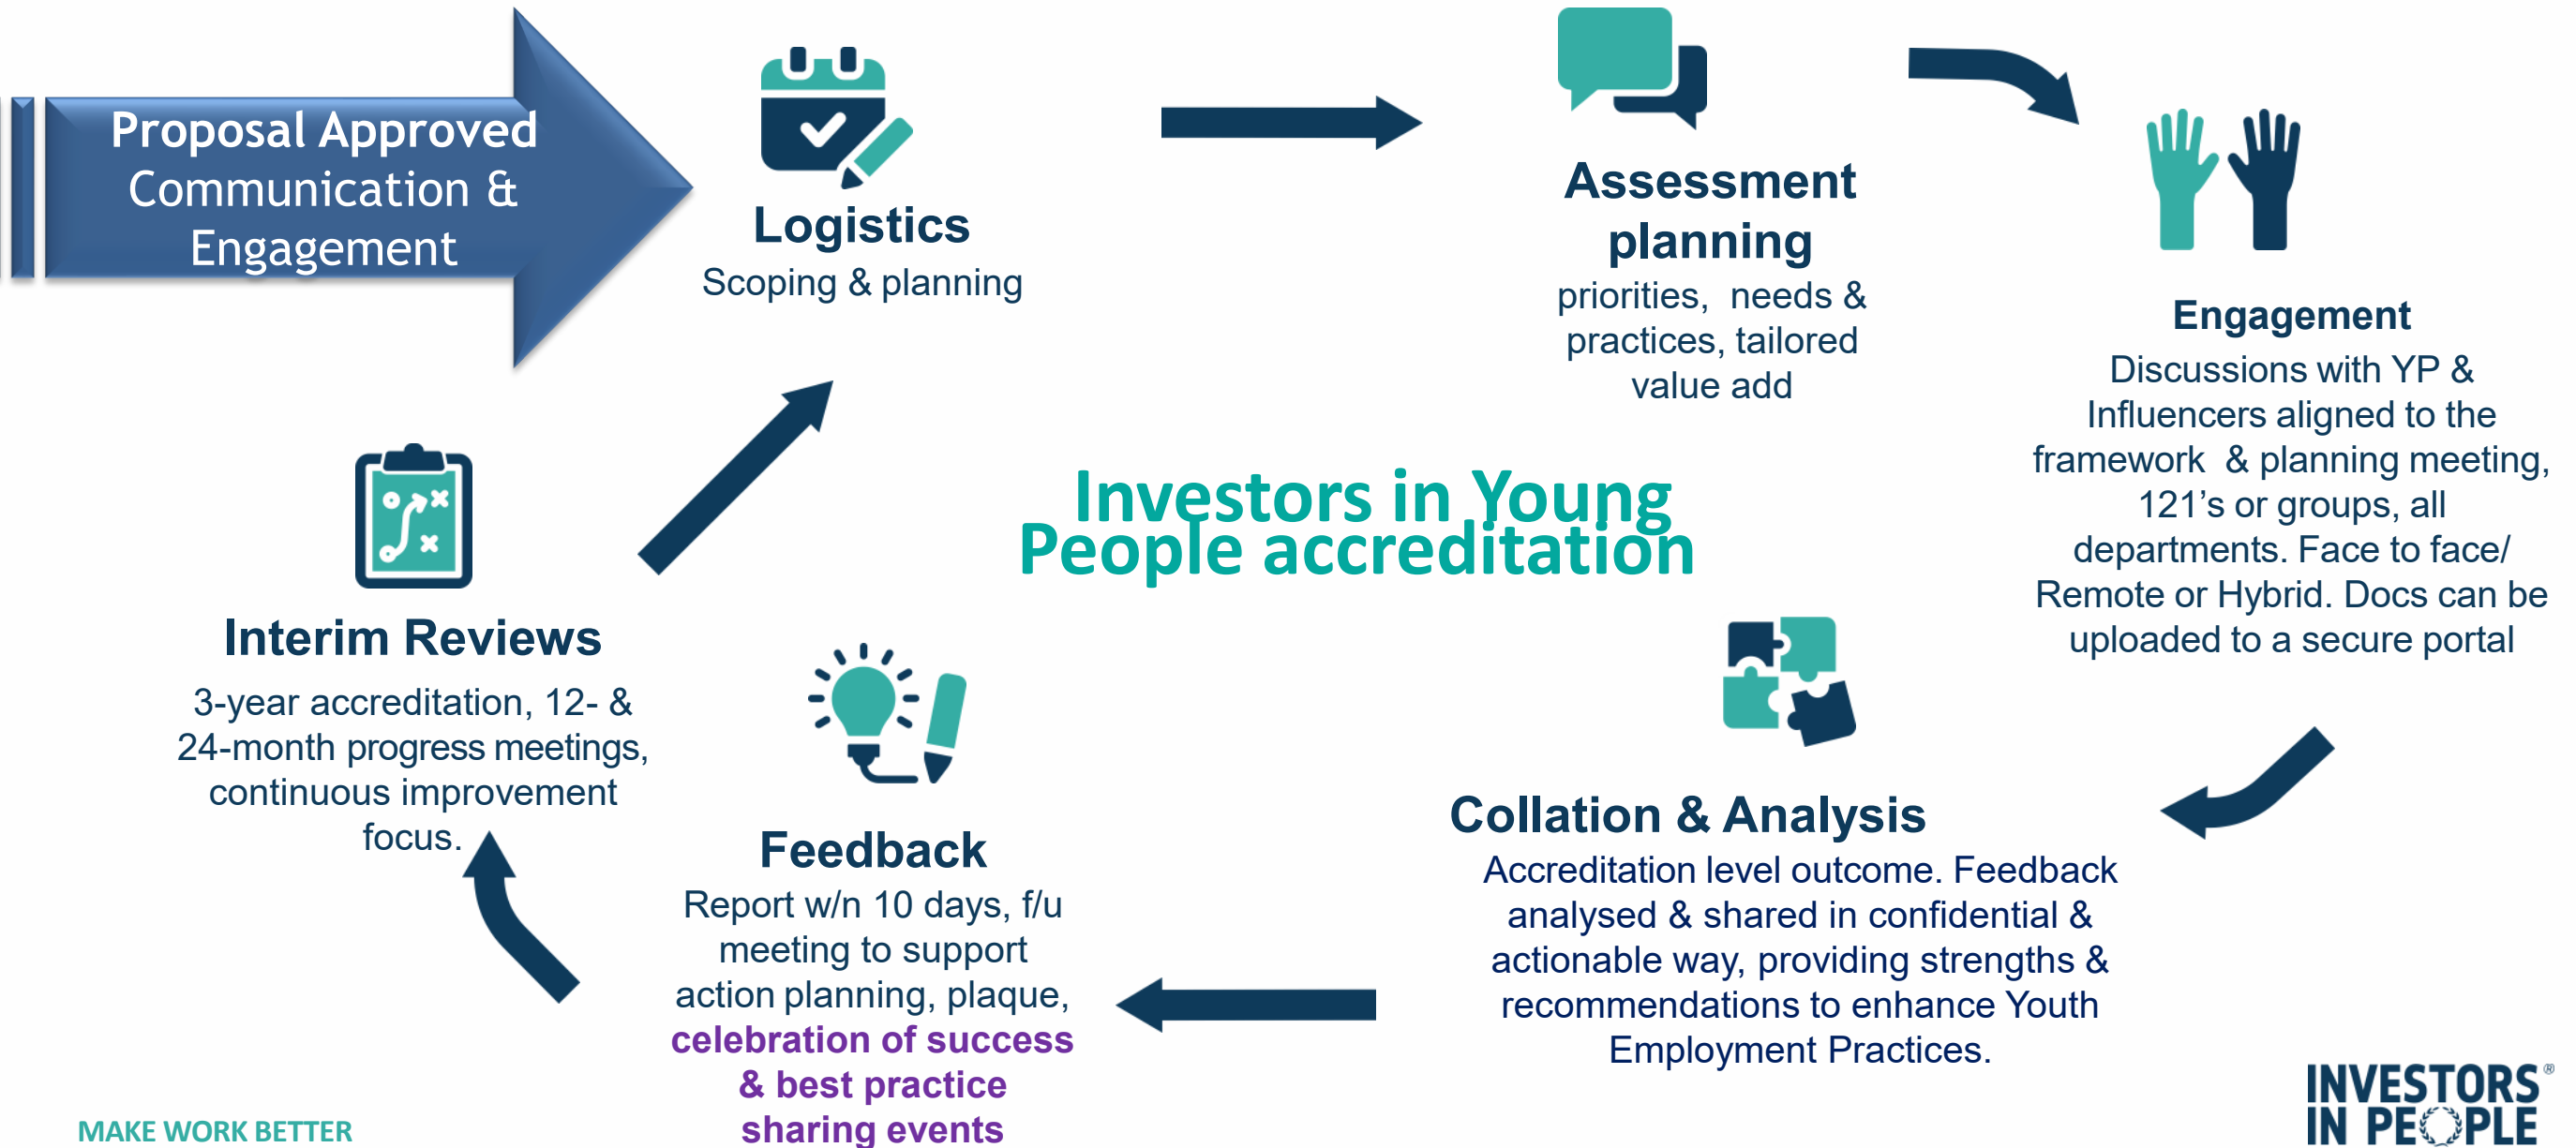 Proposal Approved
Communication &
Engagement
Logistics
Scoping & planning
Assessment
planning
priorities,  needs &
practices, tailored
value add
Engagement
Discussions with YP &
Influencers aligned to the
framework  & planning meeting,
121’s or groups, all
departments. Face to face/
Remote or Hybrid. Docs can be
uploaded to a secure portal
Investors in Young
People accreditation
Collation & Analysis
Accreditation level outcome. Feedback
analysed & shared in confidential &
actionable way, providing strengths &
recommendations to enhance Youth
Employment Practices.
Feedback
Report w/n 10 days, f/u
meeting to support
action planning, plaque,
celebration of success
& best practice
sharing events
Interim Reviews
3-year accreditation, 12- &
24-month progress meetings,
continuous improvement
focus.
MAKE WORK BETTER
INVESTORS®
IN PEOPLE